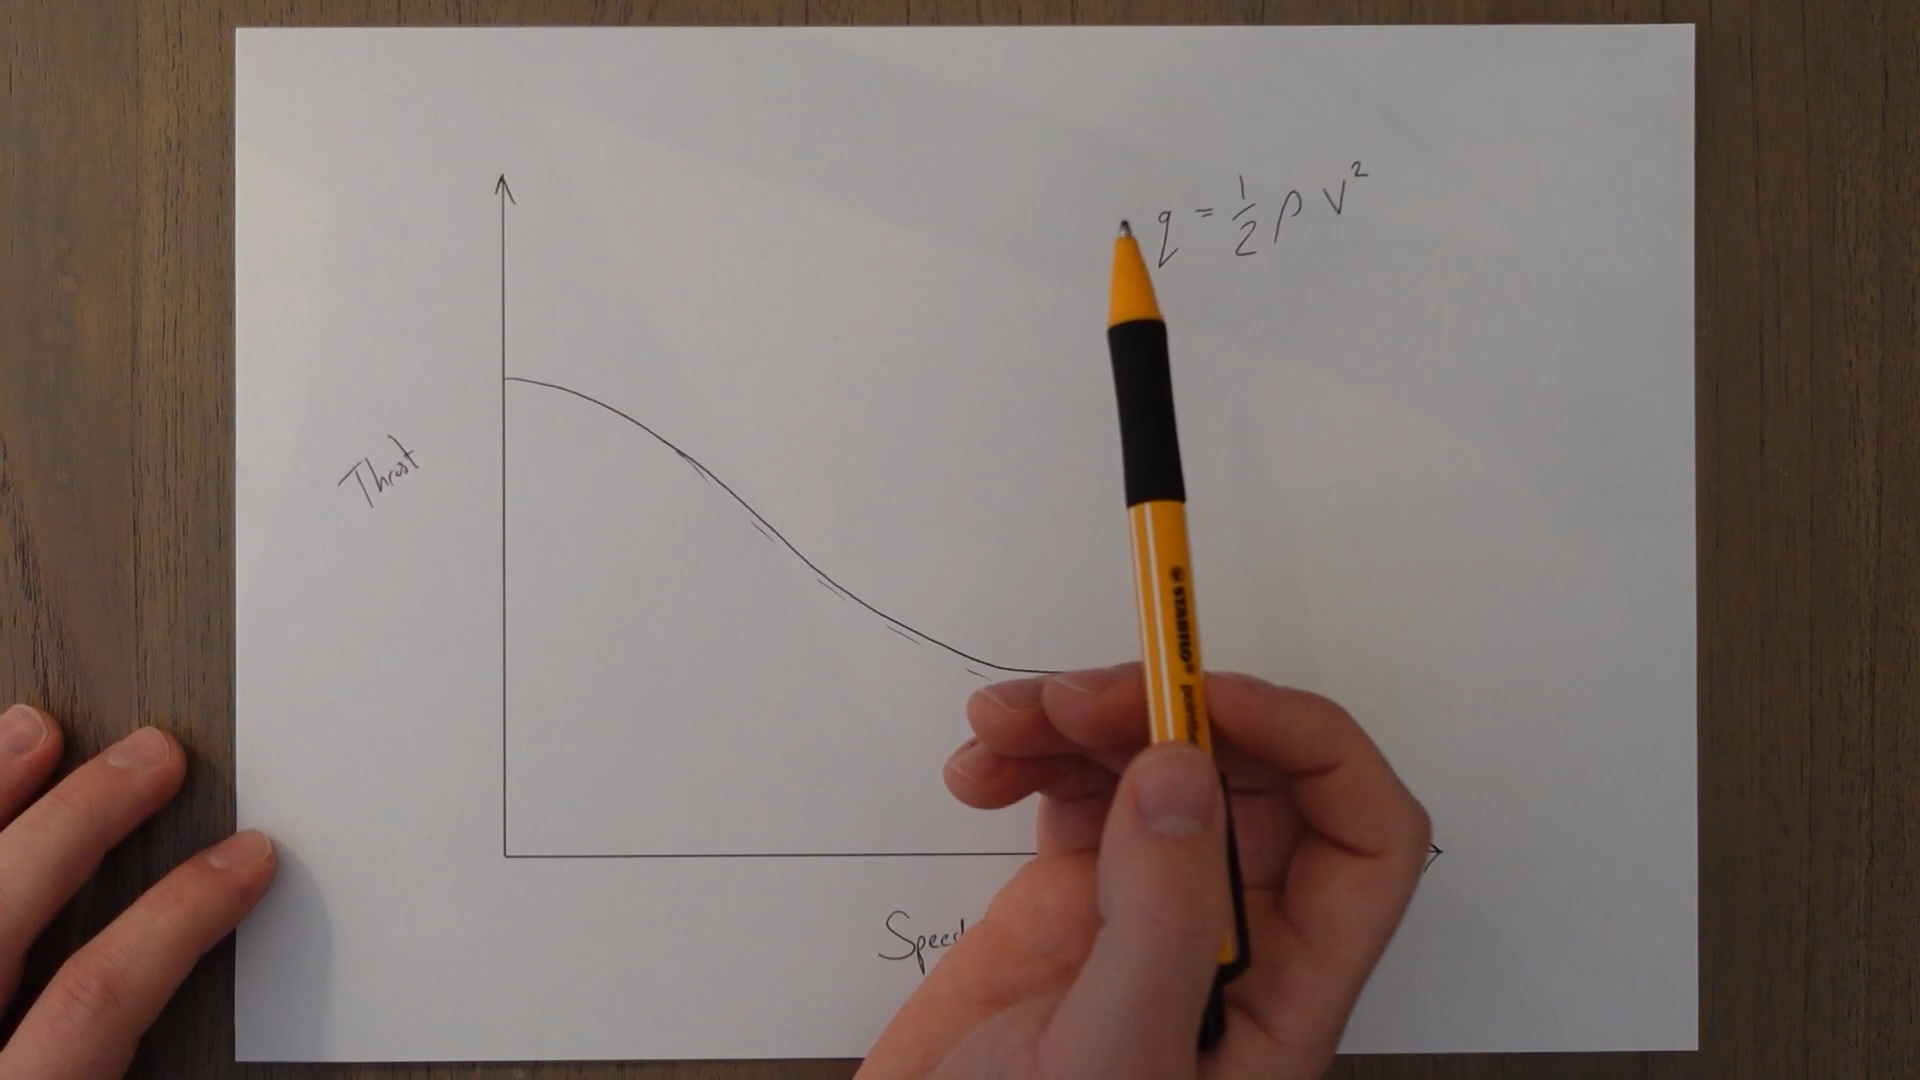 q = 1/2 ρ V²
Thrust
STABILO
Speed